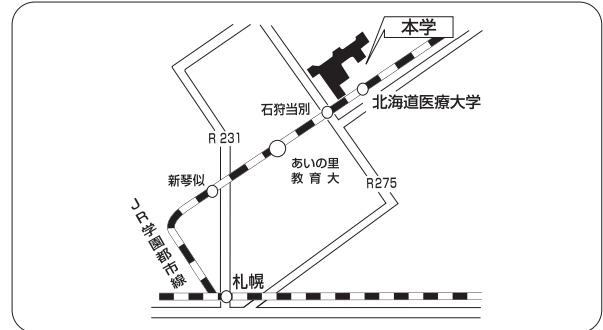 本学
北海道医療大学
石狩当別
R231
あいの里
教育大
R275
新琴似
JR学園都市線
札幌